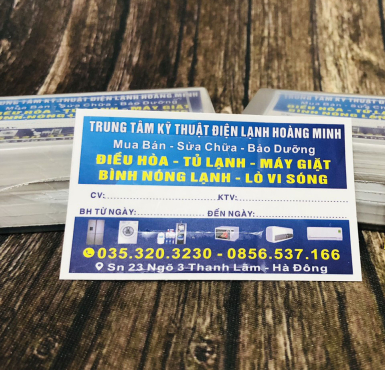 TRUNG TÂM KỸ THUẬT ĐIỆN LẠNH HOÀNG MINH
Mua Bán - Sửa Chữa - Bảo Dưỡng
ĐIỀU HÒA - TỦ LẠNH - MÁY GIẶT
BÌNH NÓNG LẠNH - LÒ VI SÓNG
CV: KTV:
BH TỪ NGÀY: ĐẾN NGÀY:
035.320.3230 - 0856.537.166
Sn 23 Ngõ 3 Thanh Lãm - Hà Đông